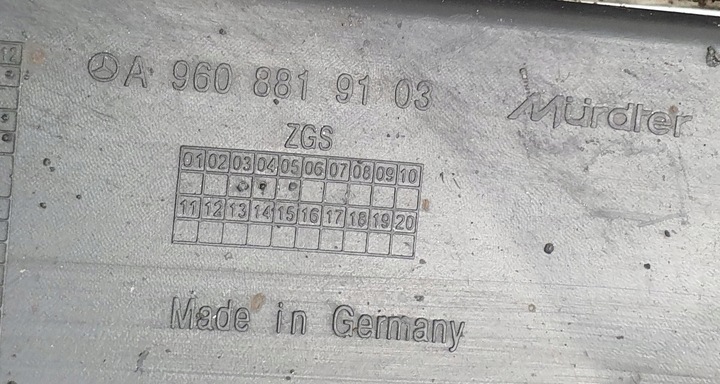 12
A 960 881 91 03
Mürdter
ZGS
01 02 03 04 05 06 07 08 09 10
11 12 13 14 15 16 17 18 19 20
Made in Germany